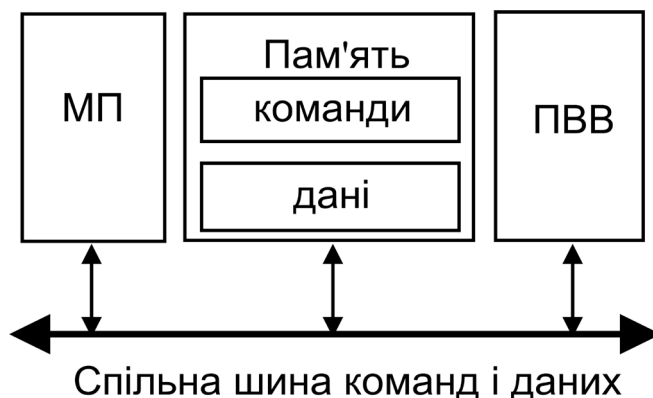 МП
Пам'ять
команди
дані
ПВВ
Спільна шина команд і даних